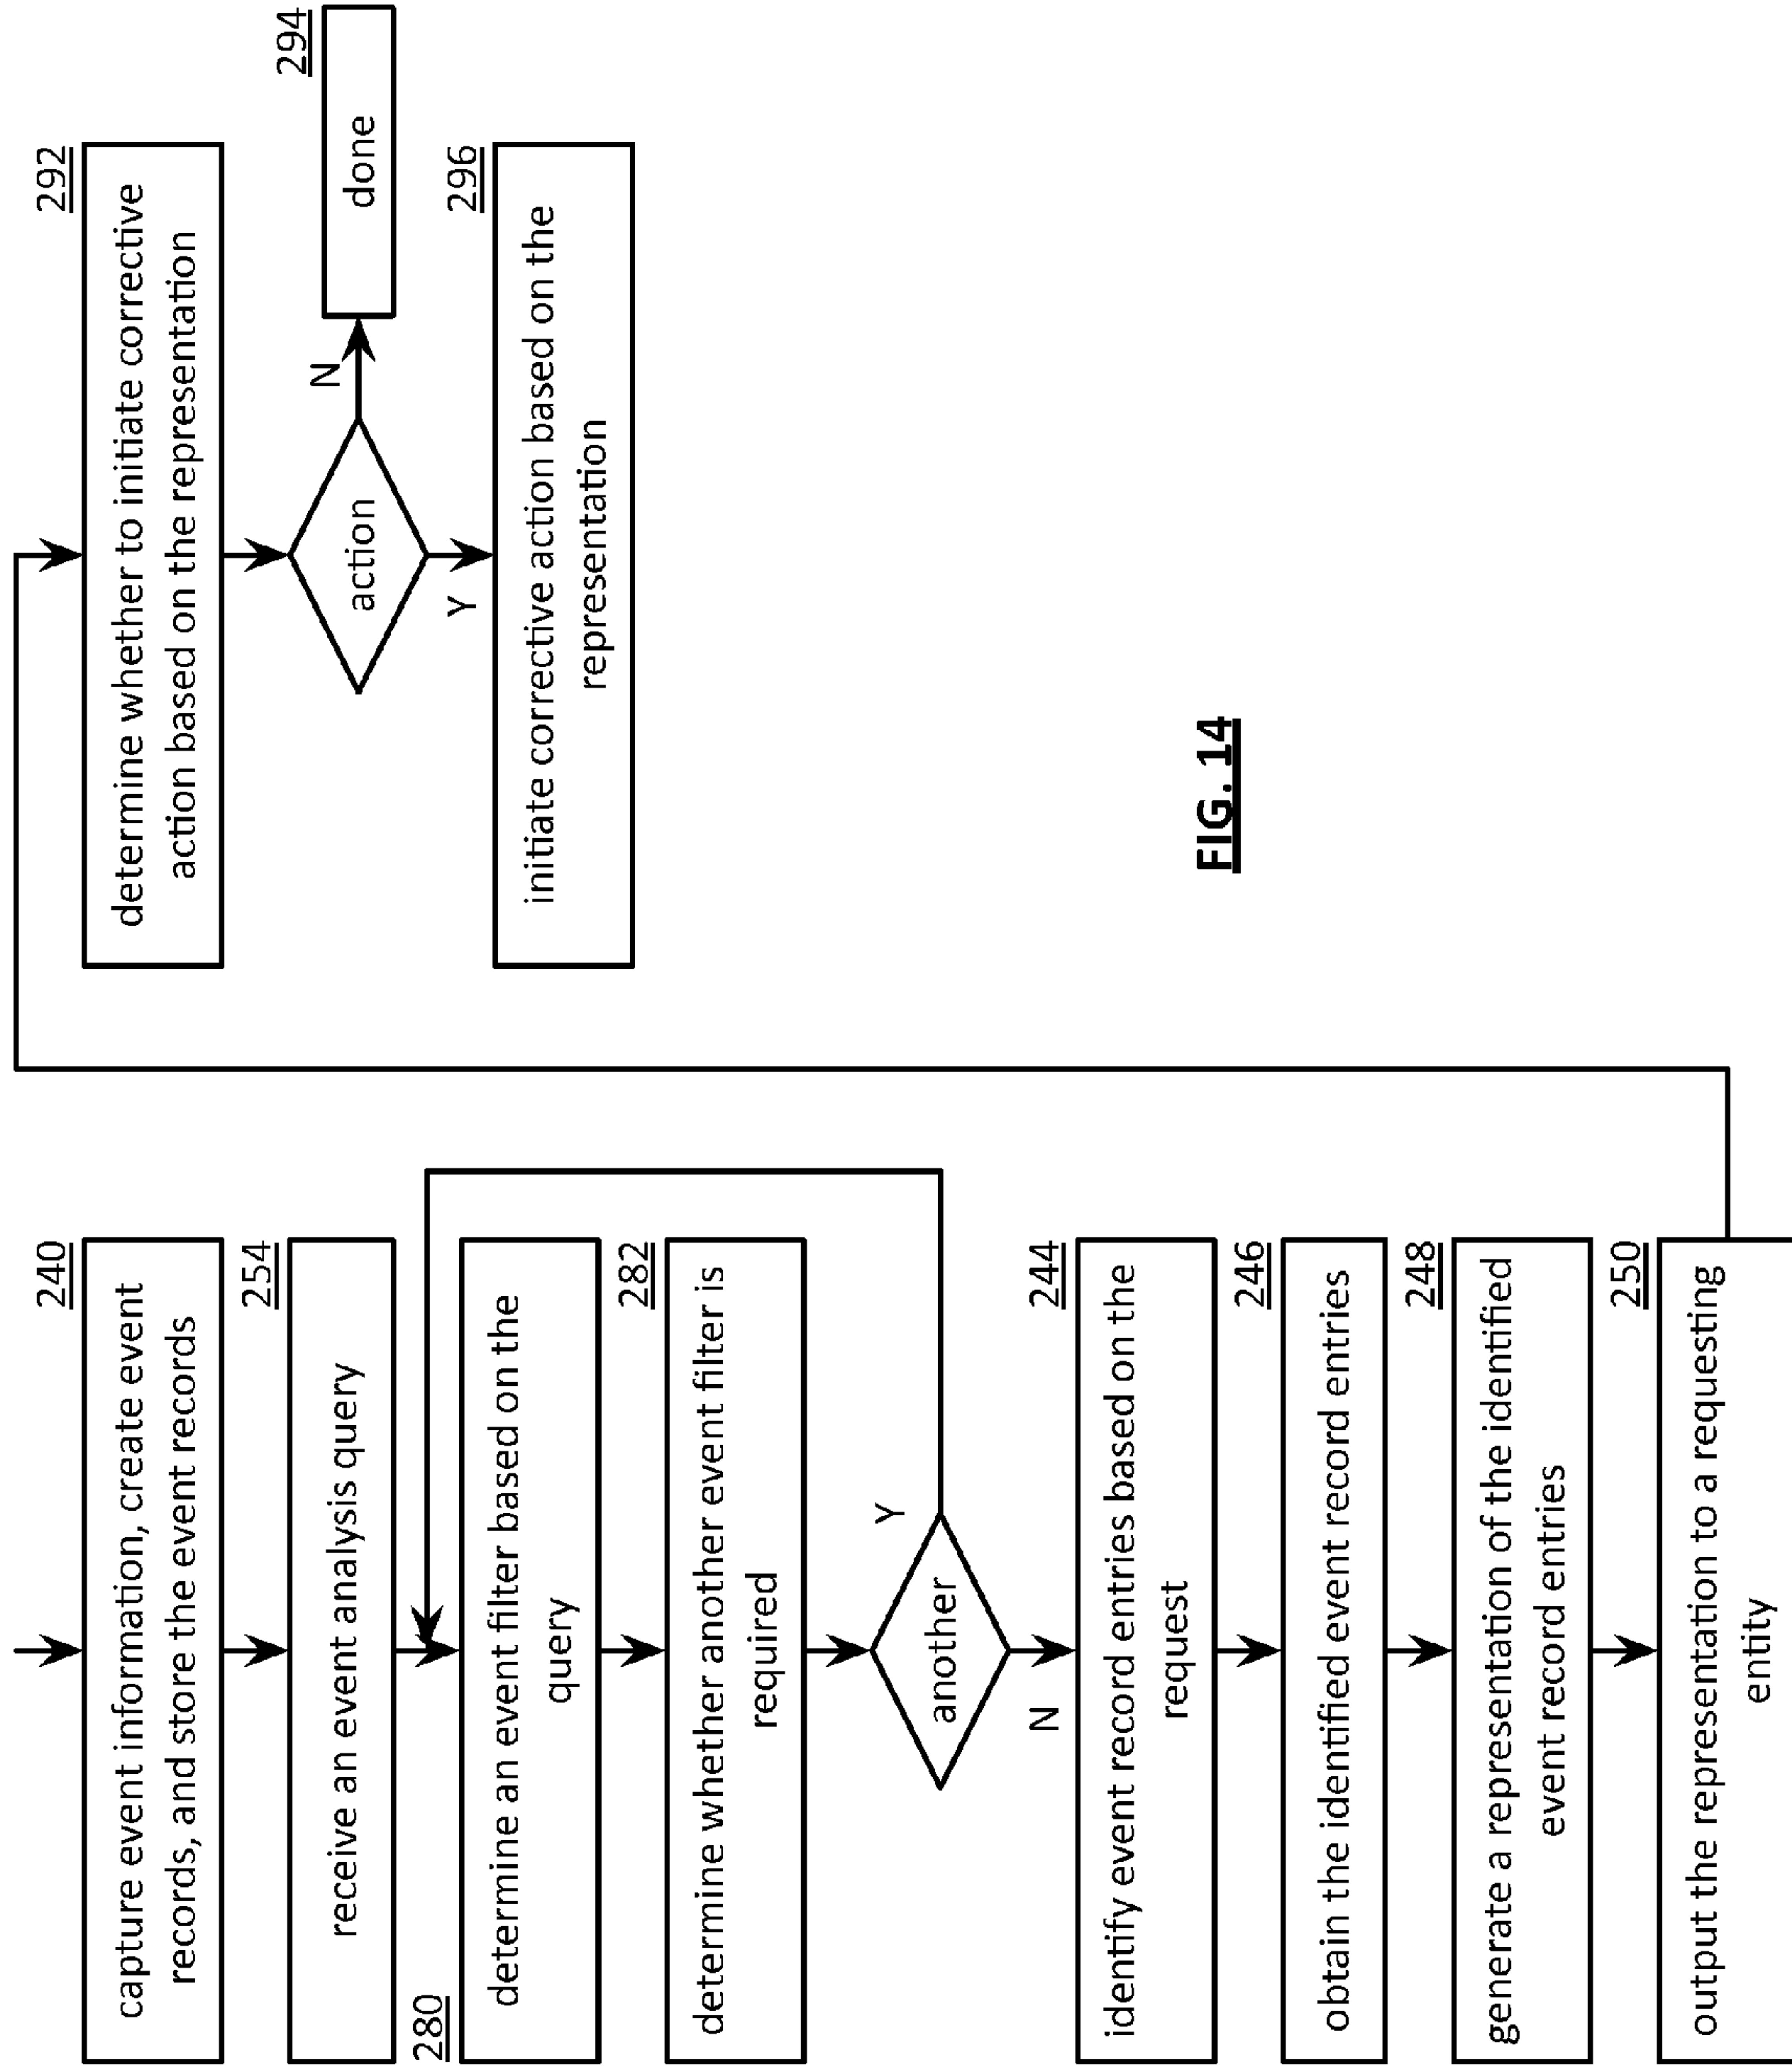 240
capture event information, create event
records, and store the event records
254
receive an event analysis query
280
determine an event filter based on the
query
282
determine whether another event filter is
required
another
Y
N
244
identify event record entries based on the
request
246
obtain the identified event record entries
248
generate a representation of the identified
event record entries
250
output the representation to a requesting
entity
292
determine whether to initiate corrective
action based on the representation
action
N
294
done
Y
296
initiate corrective action based on the
representation
FIG. 14